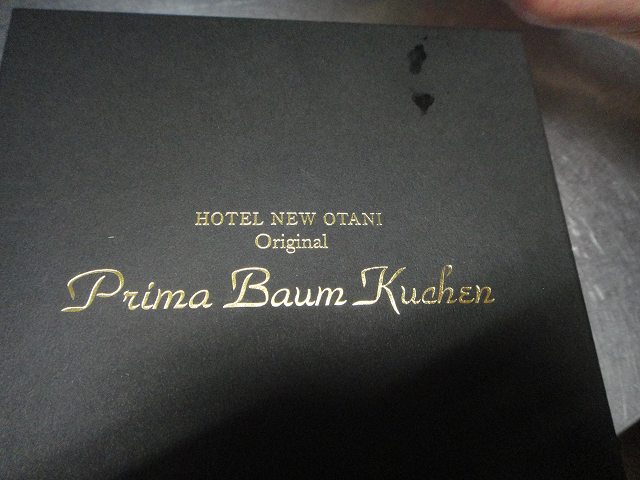 HOTEL NEW OTANI
Original
Prima Baum Kuchen